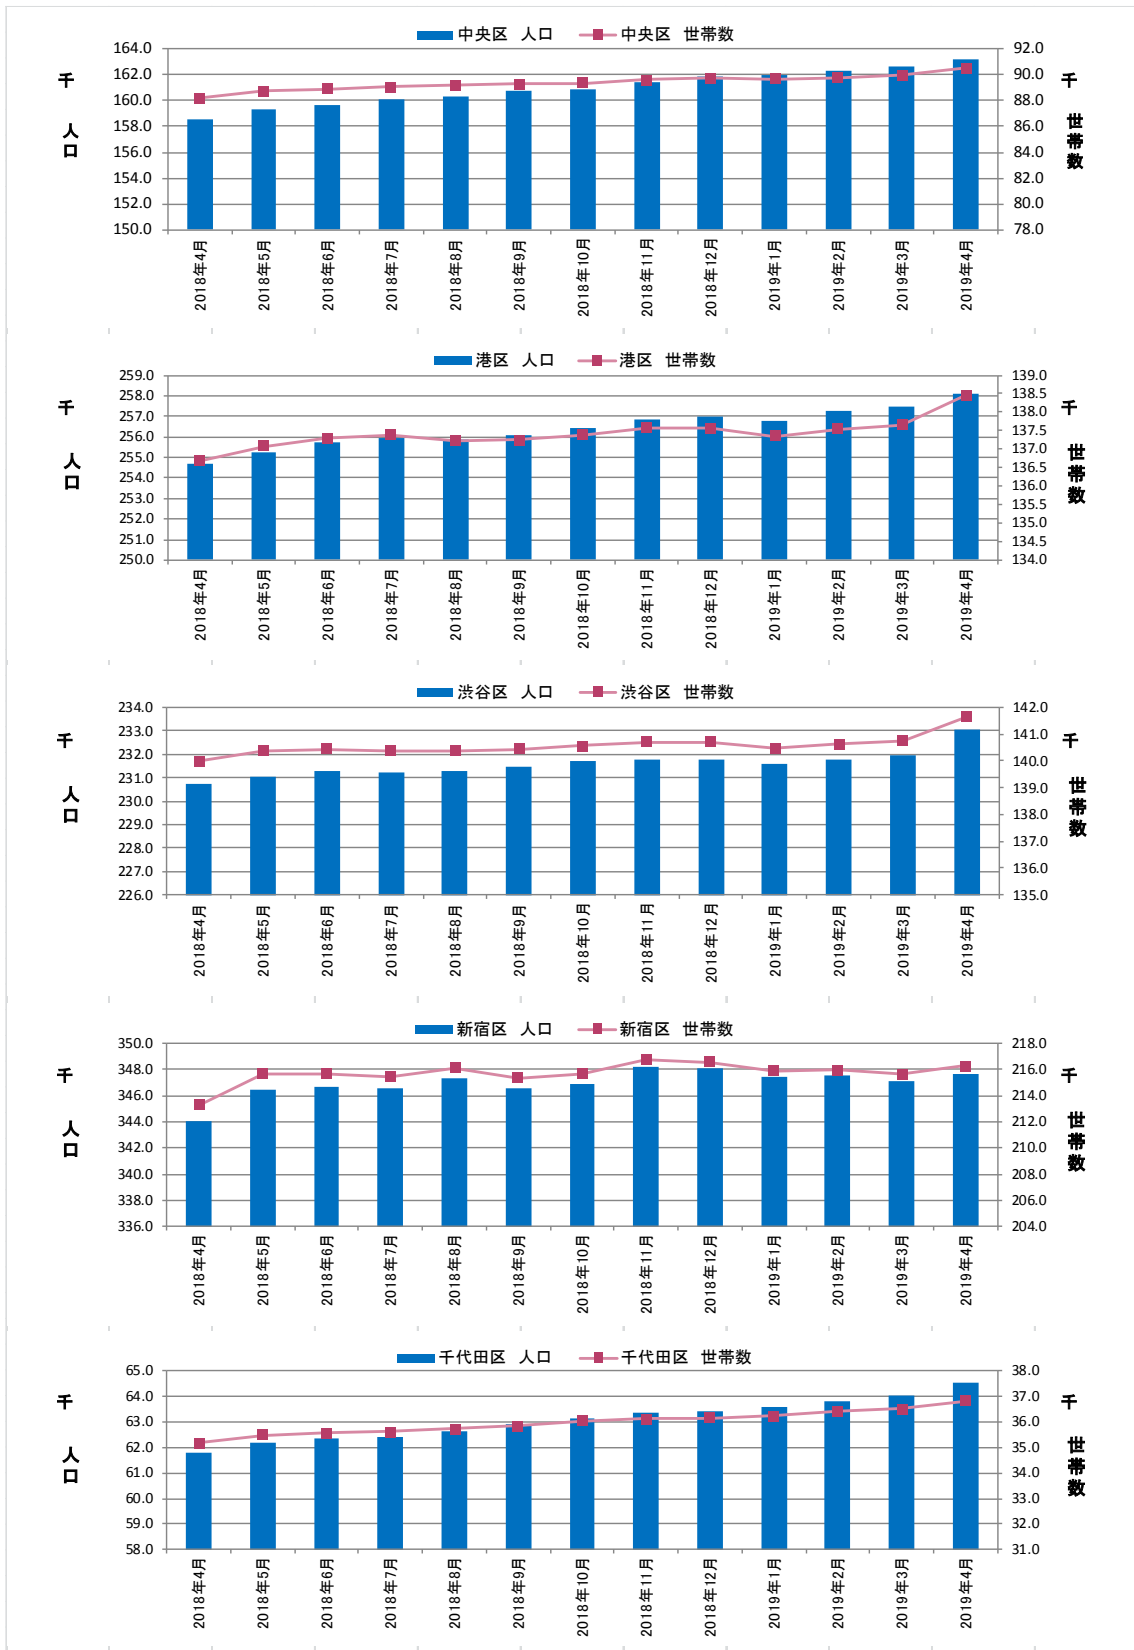 中央区　人口　中央区　世帯数
千　人口
164.0
162.0
160.0
158.0
156.0
154.0
152.0
150.0
92.0
90.0
88.0
86.0
84.0
82.0
80.0
78.0
千　世帯数
2018年4月
2018年5月
2018年6月
2018年7月
2018年8月
2018年9月
2018年10月
2018年11月
2018年12月
2019年1月
2019年2月
2019年3月
2019年4月
港区　人口　港区　世帯数
千　人口
259.0
258.0
257.0
256.0
255.0
254.0
253.0
252.0
251.0
250.0
139.0
138.5
138.0
137.5
137.0
136.5
136.0
135.5
135.0
134.5
134.0
千　世帯数
2018年4月
2018年5月
2018年6月
2018年7月
2018年8月
2018年9月
2018年10月
2018年11月
2018年12月
2019年1月
2019年2月
2019年3月
2019年4月
渋谷区　人口　渋谷区　世帯数
千　人口
234.0
233.0
232.0
231.0
230.0
229.0
228.0
227.0
226.0
142.0
141.0
140.0
139.0
138.0
137.0
136.0
135.0
千　世帯数
2018年4月
2018年5月
2018年6月
2018年7月
2018年8月
2018年9月
2018年10月
2018年11月
2018年12月
2019年1月
2019年2月
2019年3月
2019年4月
新宿区　人口　新宿区　世帯数
千　人口
350.0
348.0
346.0
344.0
342.0
340.0
338.0
336.0
218.0
216.0
214.0
212.0
210.0
208.0
206.0
204.0
千　世帯数
2018年4月
2018年5月
2018年6月
2018年7月
2018年8月
2018年9月
2018年10月
2018年11月
2018年12月
2019年1月
2019年2月
2019年3月
2019年4月
千代田区　人口　千代田区　世帯数
千　人口
65.0
64.0
63.0
62.0
61.0
60.0
59.0
58.0
38.0
37.0
36.0
35.0
34.0
33.0
32.0
31.0
千　世帯数
2018年4月
2018年5月
2018年6月
2018年7月
2018年8月
2018年9月
2018年10月
2018年11月
2018年12月
2019年1月
2019年2月
2019年3月
2019年4月